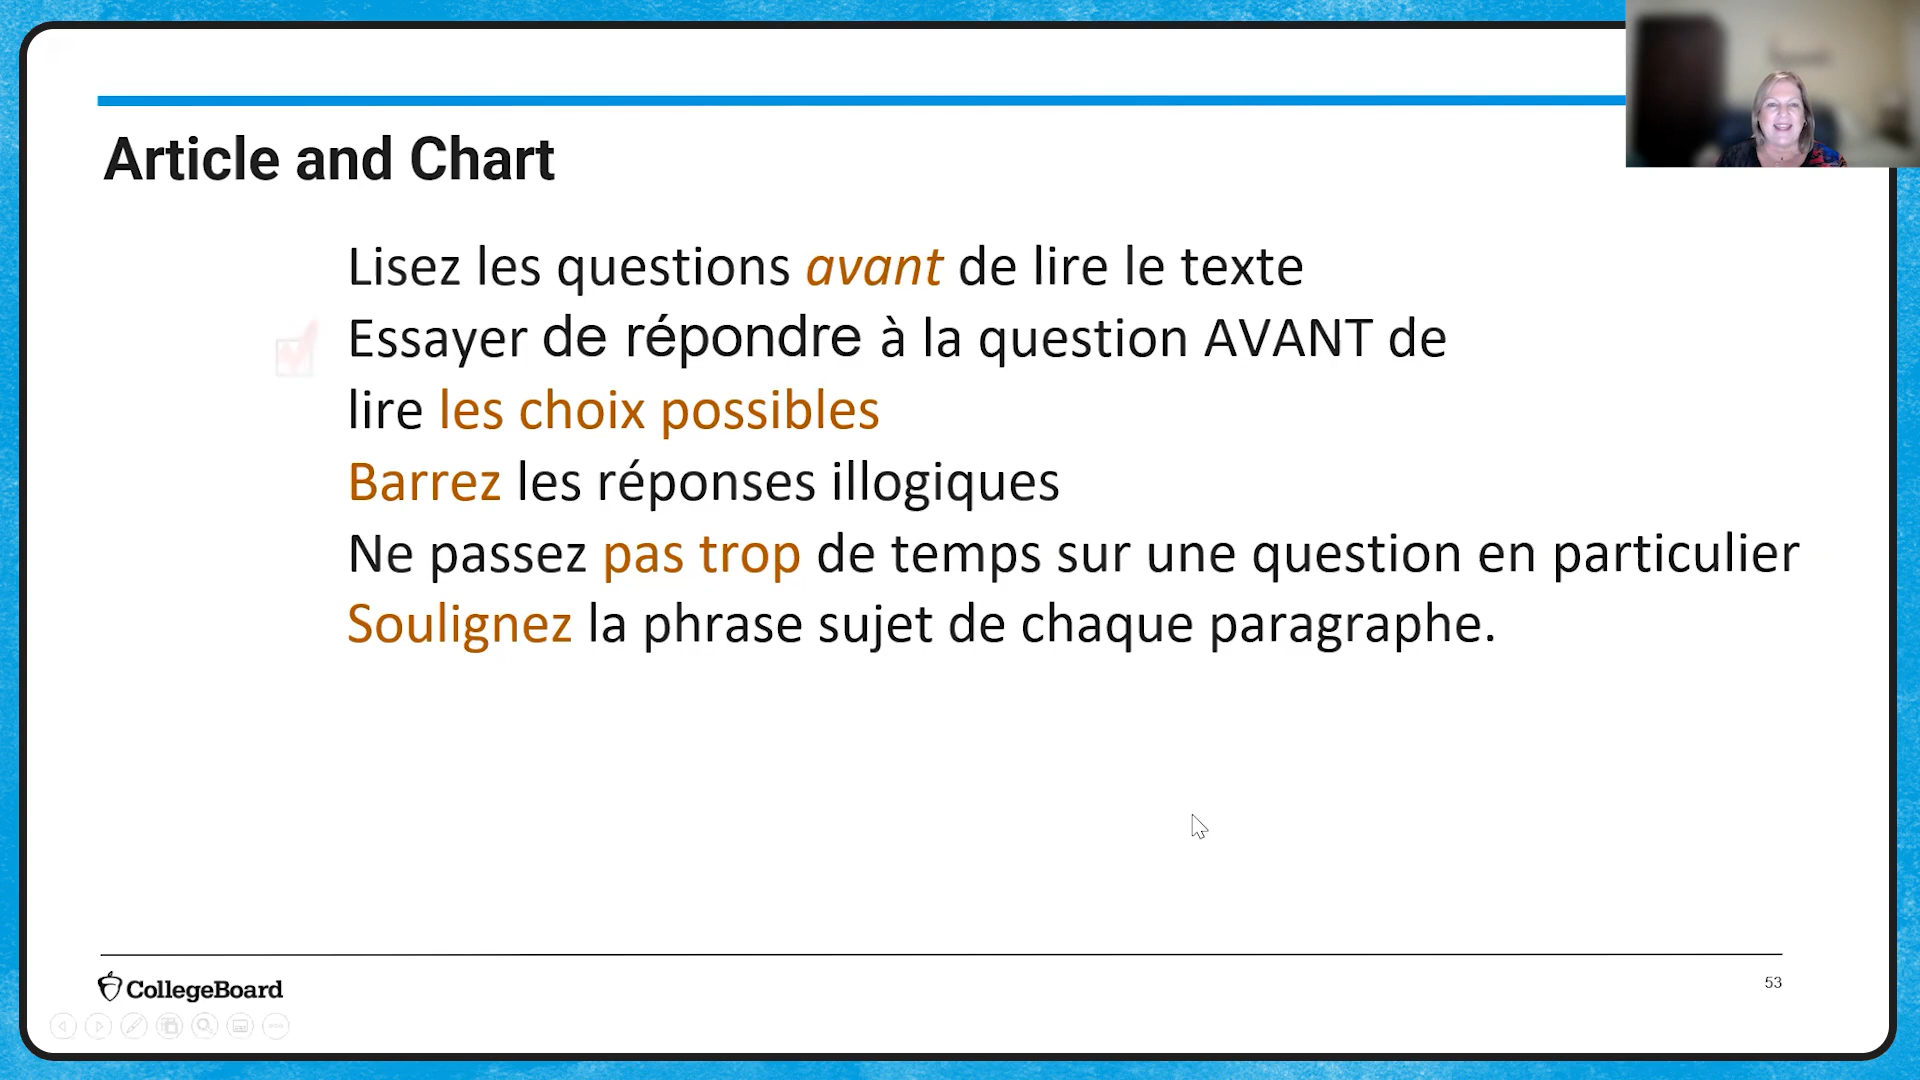 Article and Chart
Lisez les questions avant de lire le texte
Essayer de répondre à la question AVANT de
lire les choix possibles
Barrez les réponses illogiques
Ne passez pas trop de temps sur une question en particulier
Soulignez la phrase sujet de chaque paragraphe.
CollegeBoard
53